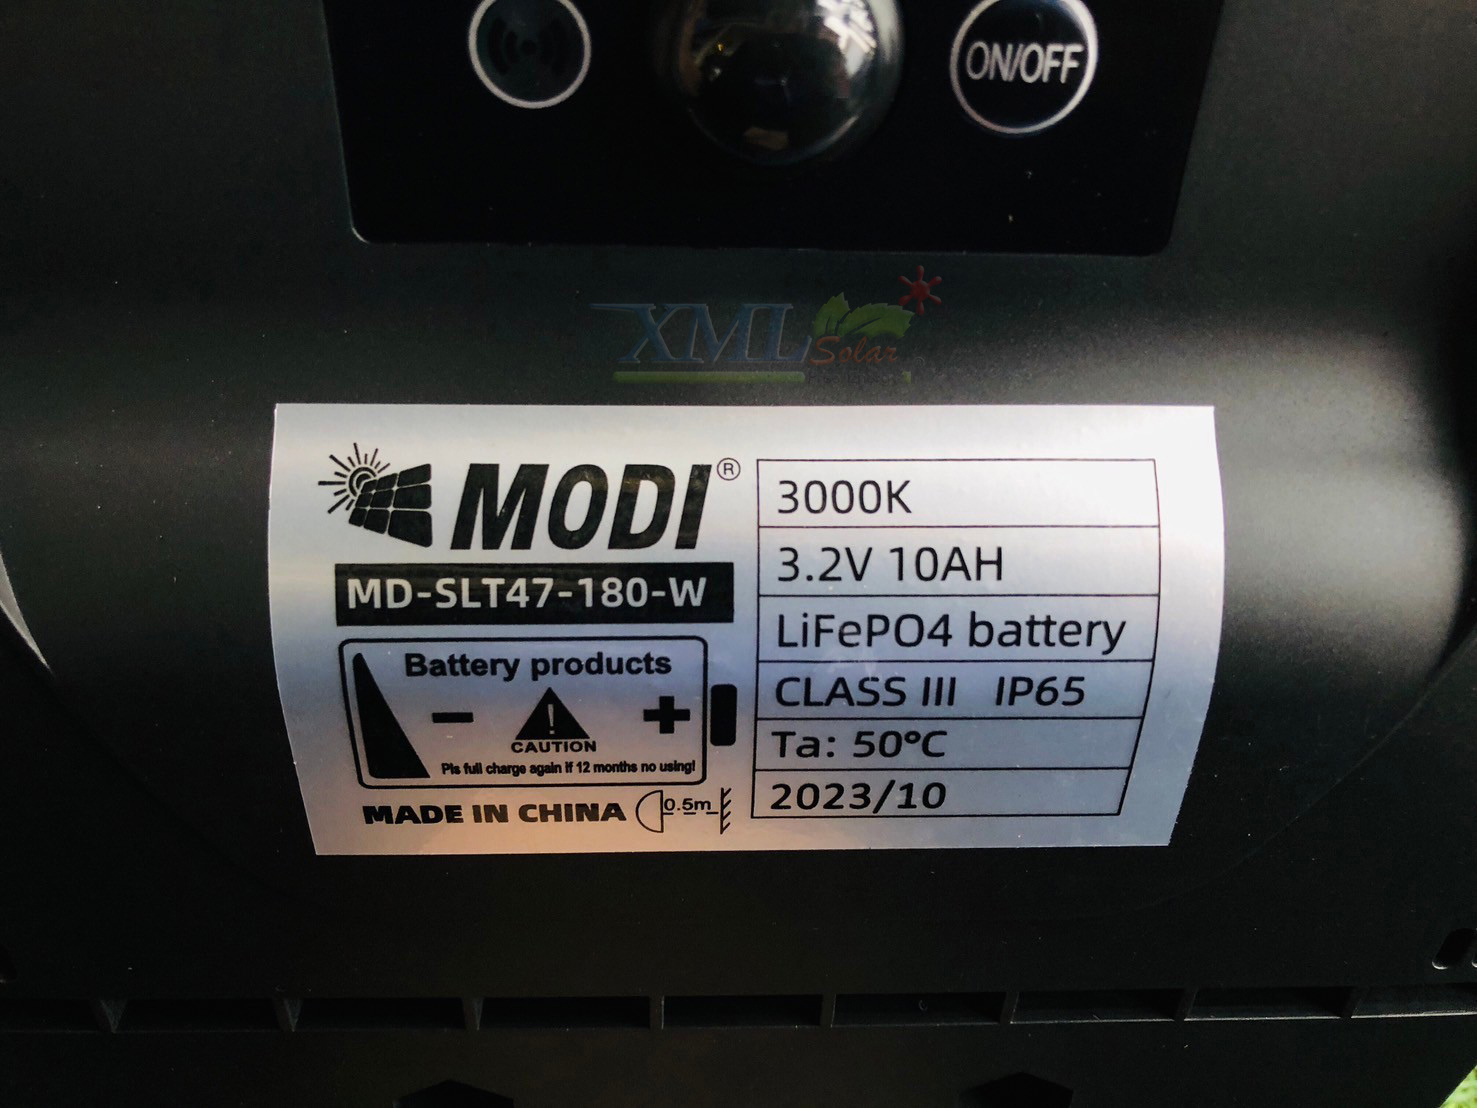 ON/OFF
XML
Solar
MODI®
MD-SLT47-180-W
Battery products
− +
CAUTION
Pls full charge again if 12 months no using!
MADE IN CHINA
0.5m
3000K
3.2V 10AH
LiFePO4 battery
CLASS III IP65
Ta: 50°C
2023/10